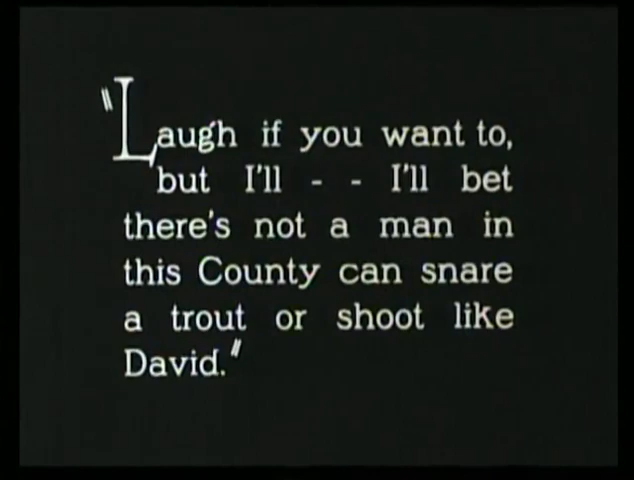 "Laugh if you want to,
but I'll - - I'll bet
there's not a man in
this County can snare
a trout or shoot like
David."